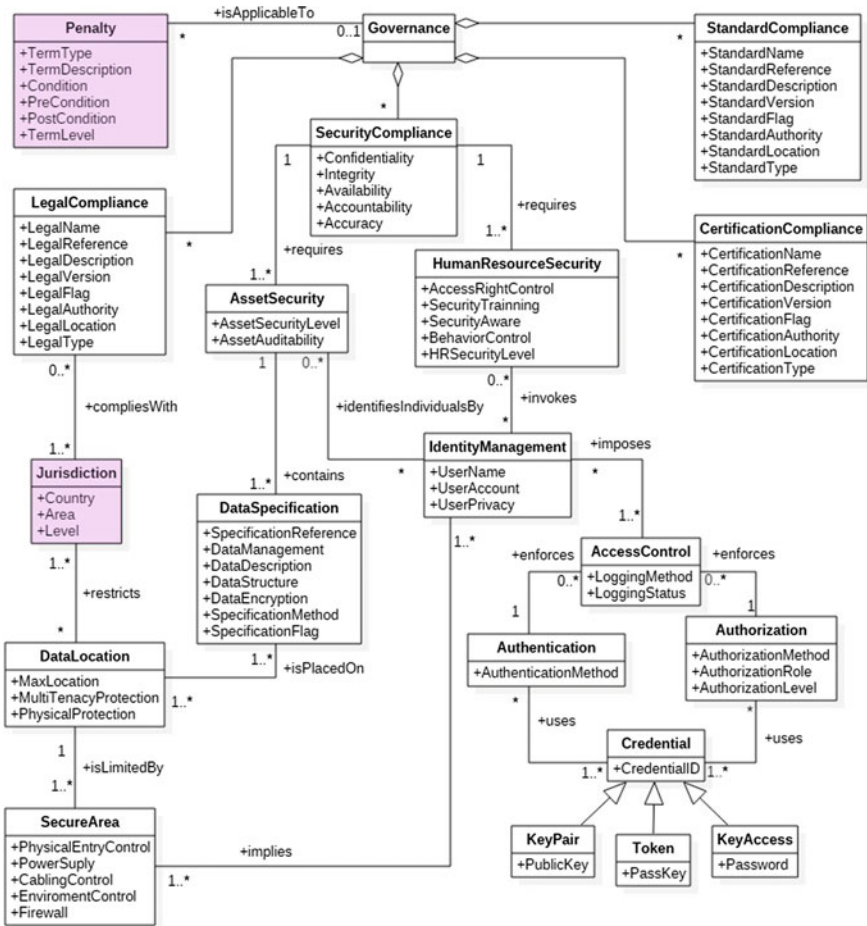 +isApplicableTo
Penalty
+TermType
+TermDescription
+Condition
+PreCondition
+PostCondition
+TermLevel
*
0..1
Governance
*
*
StandardCompliance
+StandardName
+StandardReference
+StandardDescription
+StandardVersion
+StandardFlag
+StandardAuthority
+StandardLocation
+StandardType
SecurityCompliance
+Confidentiality
+Integrity
+Availability
+Accountability
+Accuracy
1
1
LegalCompliance
+LegalName
+LegalReference
+LegalDescription
+LegalVersion
+LegalFlag
+LegalAuthority
+LegalLocation
+LegalType
*
0..*
+requires
1..*
+requires
1..*
*
CertificationCompliance
+CertificationName
+CertificationReference
+CertificationDescription
+CertificationVersion
+CertificationFlag
+CertificationAuthority
+CertificationLocation
+CertificationType
AssetSecurity
+AssetSecurityLevel
+AssetAuditability
1
0..*
HumanResourceSecurity
+AccessRightControl
+SecurityTrainning
+SecurityAware
+BehaviorControl
+HRSecurityLevel
0..*
+compliesWith
1..*
+identifiesIndividualsBy
+invokes
*
*
Jurisdiction
+Country
+Area
+Level
1..*
+contains
1..*
IdentityManagement
+UserName
+UserAccount
+UserPrivacy
1..*
+imposes
*
1..*
DataSpecification
+SpecificationReference
+DataManagement
+DataDescription
+DataStructure
+DataEncryption
+SpecificationMethod
+SpecificationFlag
1..*
+isPlacedOn
1..*
+restricts
*
+enforces
0..*
1
AccessControl
+LoggingMethod
+LoggingStatus
+enforces
0..*
1
DataLocation
+MaxLocation
+MultiTenacyProtection
+PhysicalProtection
1
Authentication
+AuthenticationMethod
*
Authorization
+AuthorizationMethod
+AuthorizationRole
+AuthorizationLevel
*
+isLimitedBy
1..*
+uses
1..*
+uses
1..*
Credential
+CredentialID
SecureArea
+PhysicalEntryControl
+PowerSuply
+CablingControl
+EnviromentControl
+Firewall
+implies
1..*
KeyPair
+PublicKey
Token
+PassKey
KeyAccess
+Password